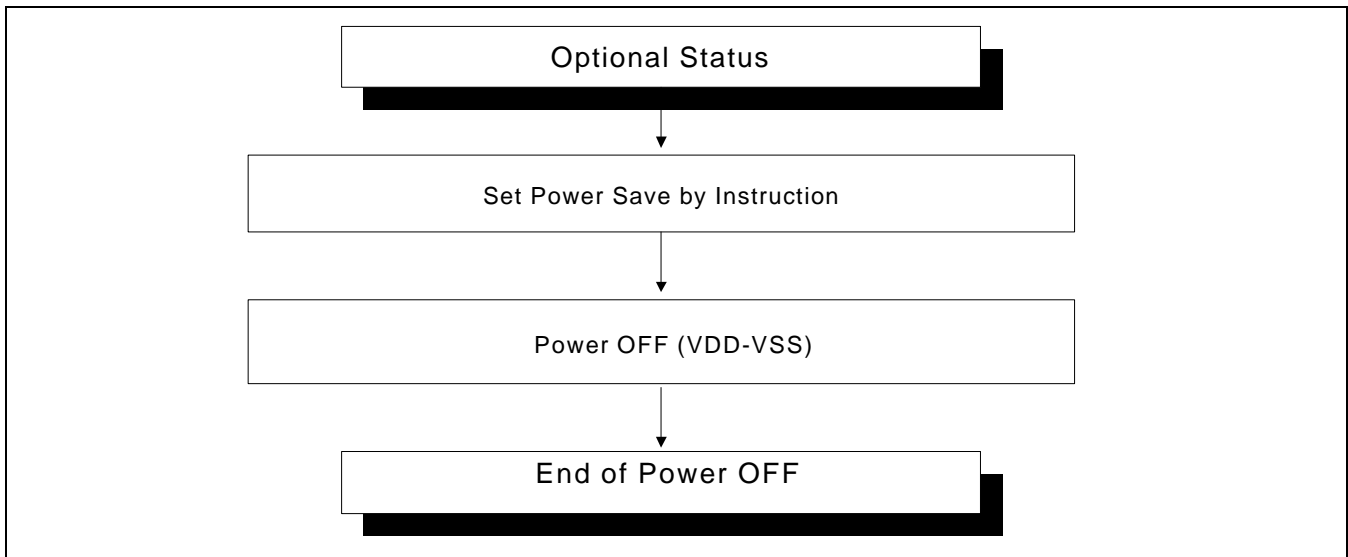 Optional Status
Set Power Save by Instruction
Power OFF (VDD-VSS)
End of Power OFF